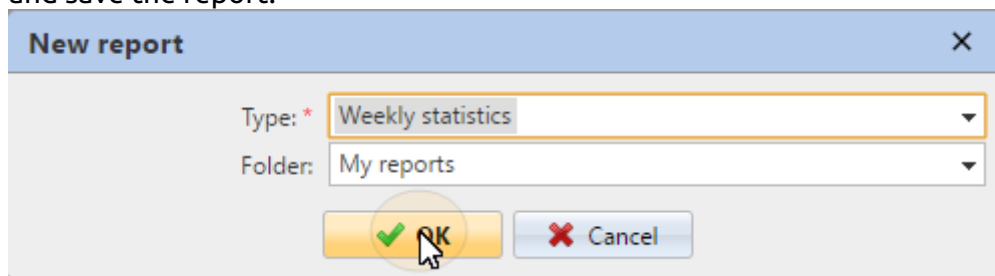 and save the report.
New report
Type: * Weekly statistics
Folder: My reports
OK Cancel